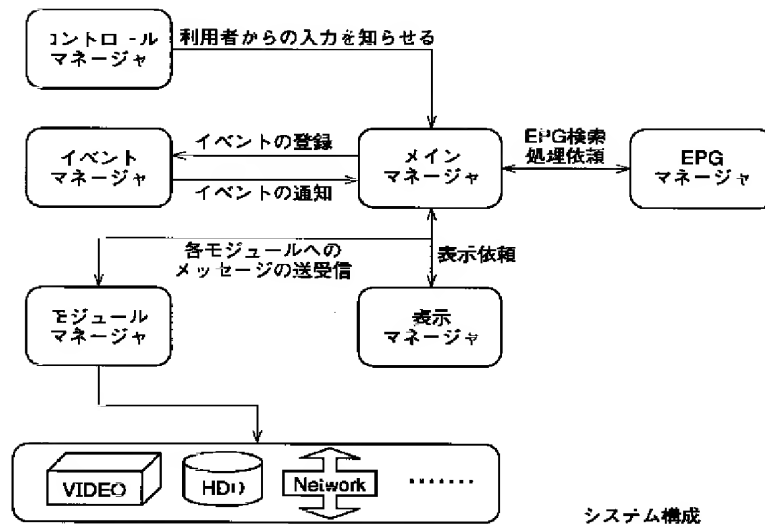 コントロールマネージャ
利用者からの入力を知らせる
イベントマネージャ
イベントの登録
イベントの通知
メインマネージャ
EPG検索
処理依頼
EPG
マネージャ
各モジュールへの
メッセージの送受信
表示依頼
モジュール
マネージャ
表示
マネージャ
VIDEO
HDD
Network
‥‥‥‥
システム構成